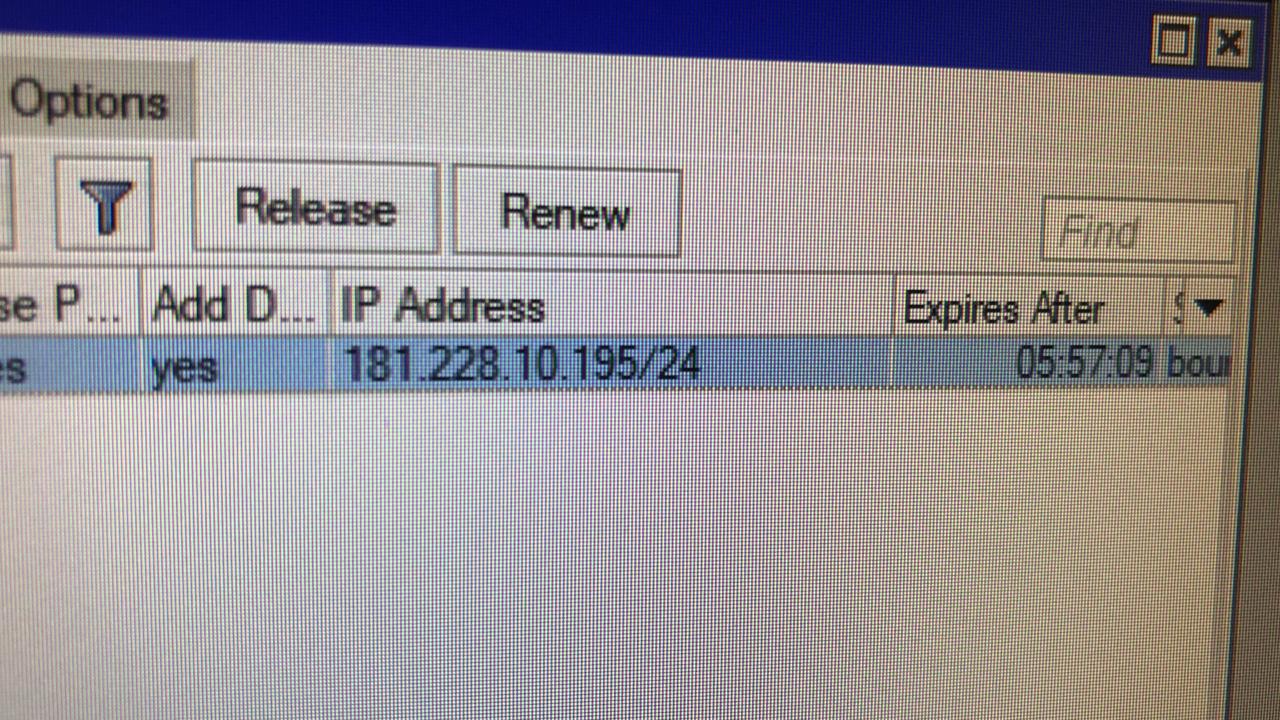 Options
Release Renew Find
se P... Add D... IP Address Expires After
es yes 181.228.10.195/24 05:57:09 boun